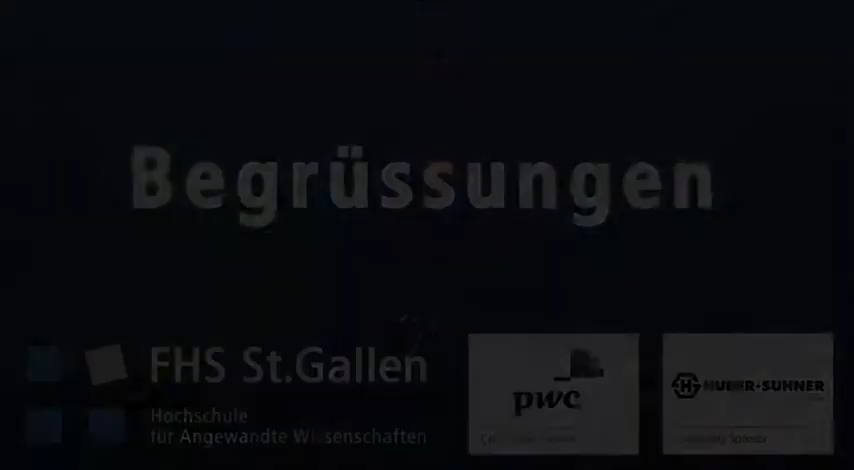 Begrüssungen
FHS St.Gallen
Hochschule
für Angewandte Wissenschaften
pwc
HUBER+SUHNER